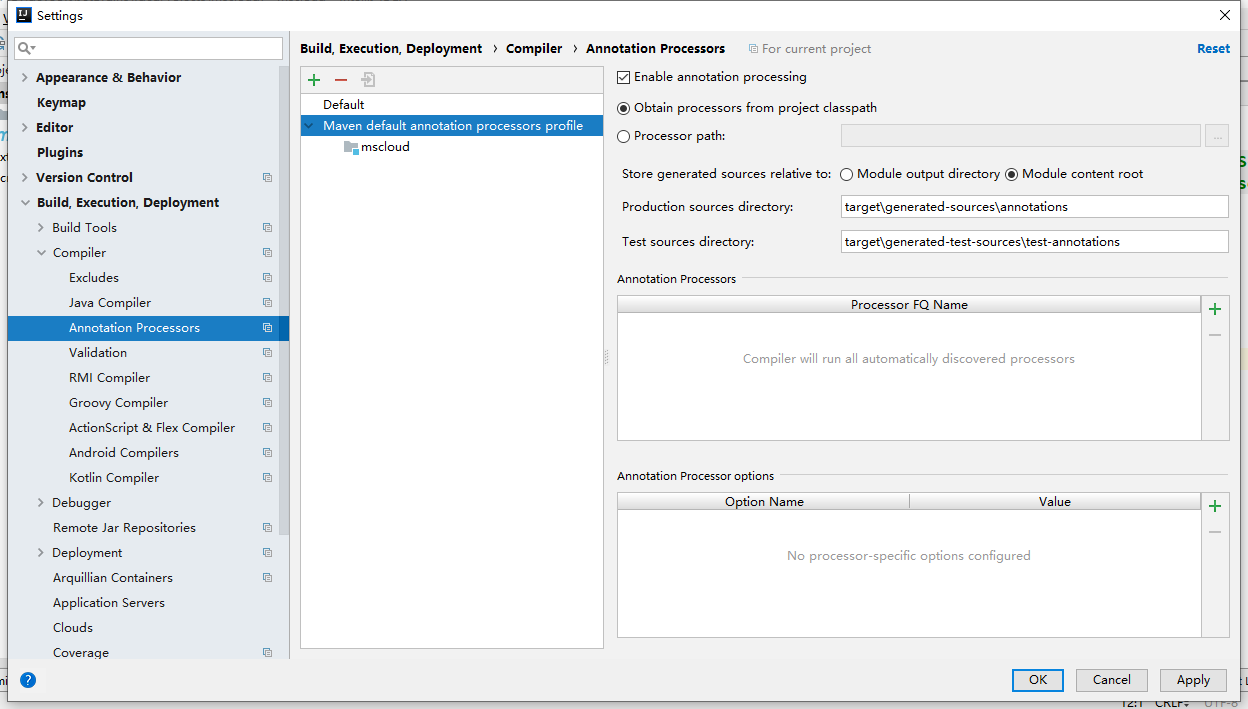 Settings
Build, Execution, Deployment › Compiler › Annotation Processors For current project Reset
Appearance & Behavior
Keymap
Editor
Plugins
Version Control
Build, Execution, Deployment
Build Tools
Compiler
Excludes
Java Compiler
Annotation Processors
Validation
RMI Compiler
Groovy Compiler
ActionScript & Flex Compiler
Android Compilers
Kotlin Compiler
Debugger
Remote Jar Repositories
Deployment
Arquillian Containers
Application Servers
Clouds
Coverage
Default
Maven default annotation processors profile
mscloud
Enable annotation processing
Obtain processors from project classpath
Processor path: ...
Store generated sources relative to: Module output directory Module content root
Production sources directory: target\generated-sources\annotations
Test sources directory: target\generated-test-sources\test-annotations
Annotation Processors
Processor FQ Name
Compiler will run all automatically discovered processors
Annotation Processor options
Option Name Value
No processor-specific options configured
? OK Cancel Apply
12:1 CRLF UTF-8